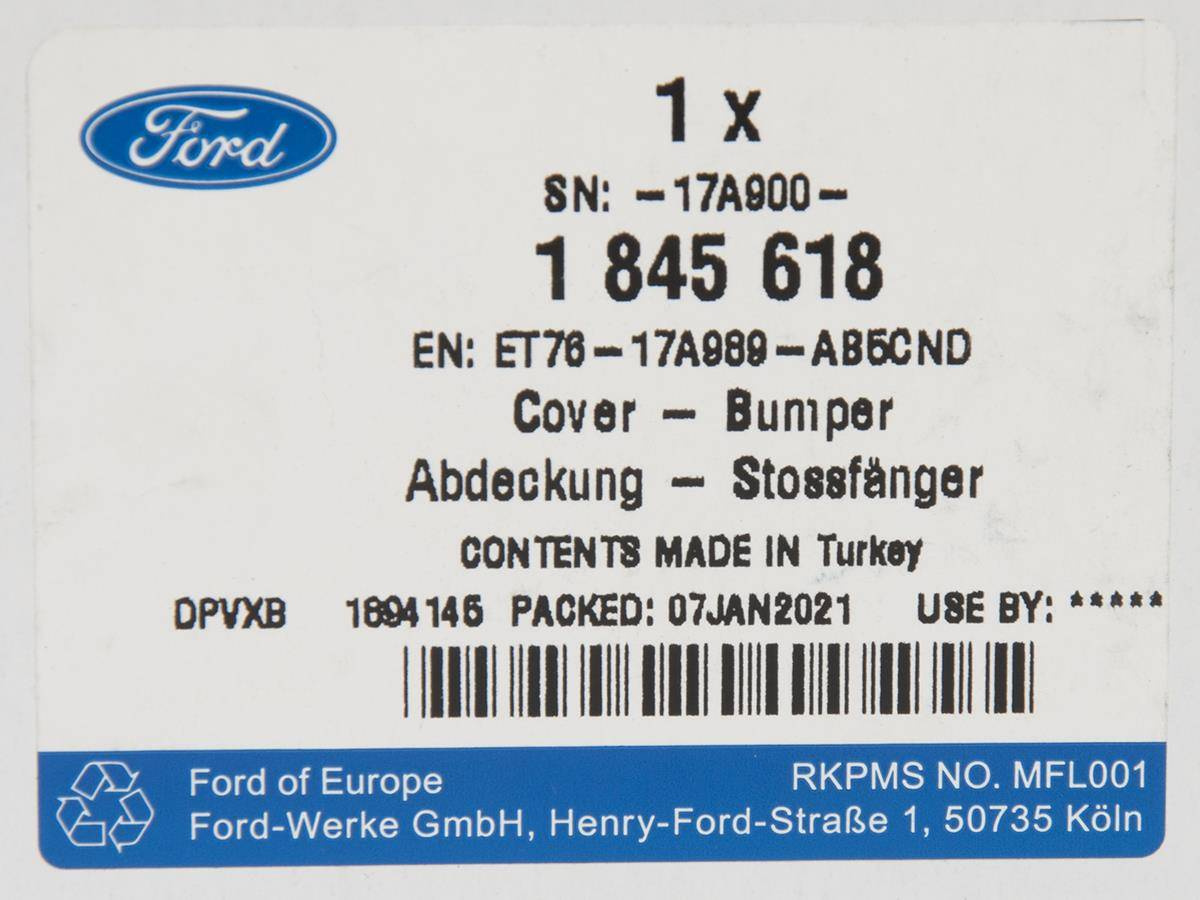 Ford
1 x
SN: -17A900-
1 845 618
EN: ET76-17A989-AB5CND
Cover - Bumper
Abdeckung - Stossfänger
CONTENTS MADE IN Turkey
DPVXB 1894146 PACKED: 07JAN2021 USE BY: *****
Ford of Europe RKPMS NO. MFL001
Ford-Werke GmbH, Henry-Ford-Straße 1, 50735 Köln